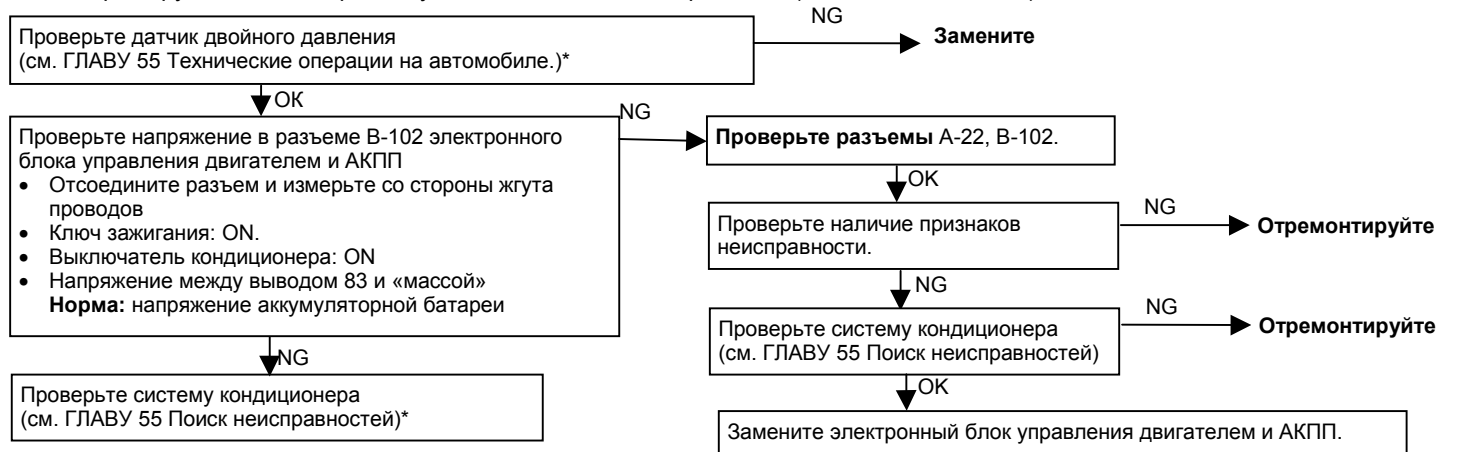 NG
Проверьте датчик двойного давления
(см. ГЛАВУ 55 Технические операции на автомобиле.)*
Замените
OK
Проверьте напряжение в разъеме B-102 электронного
блока управления двигателем и АКПП
• Отсоедините разъем и измерьте со стороны жгута
проводов
• Ключ зажигания: ON.
• Выключатель кондиционера: ON
• Напряжение между выводом 83 и «массой»
Норма: напряжение аккумуляторной батареи
NG
Проверьте систему кондиционера
(см. ГЛАВУ 55 Поиск неисправностей)*
NG
Проверьте разъемы А-22, B-102.
OK
Проверьте наличие признаков
неисправности.
NG
Отремонтируйте
NG
Проверьте систему кондиционера
(см. ГЛАВУ 55 Поиск неисправностей)
NG
Отремонтируйте
OK
Замените электронный блок управления двигателем и АКПП.